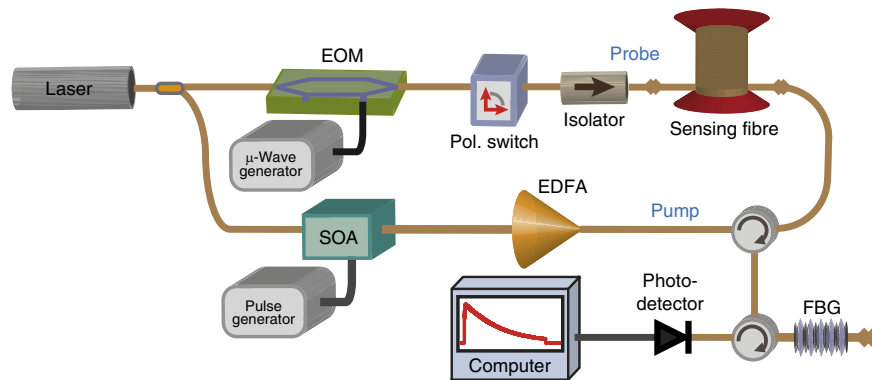 EOM
Probe
Laser
Isolator
Sensing fibre
Pol. switch
μ-Wave
generator
EDFA
Pump
SOA
Photo-
detector
Pulse
generator
FBG
Computer